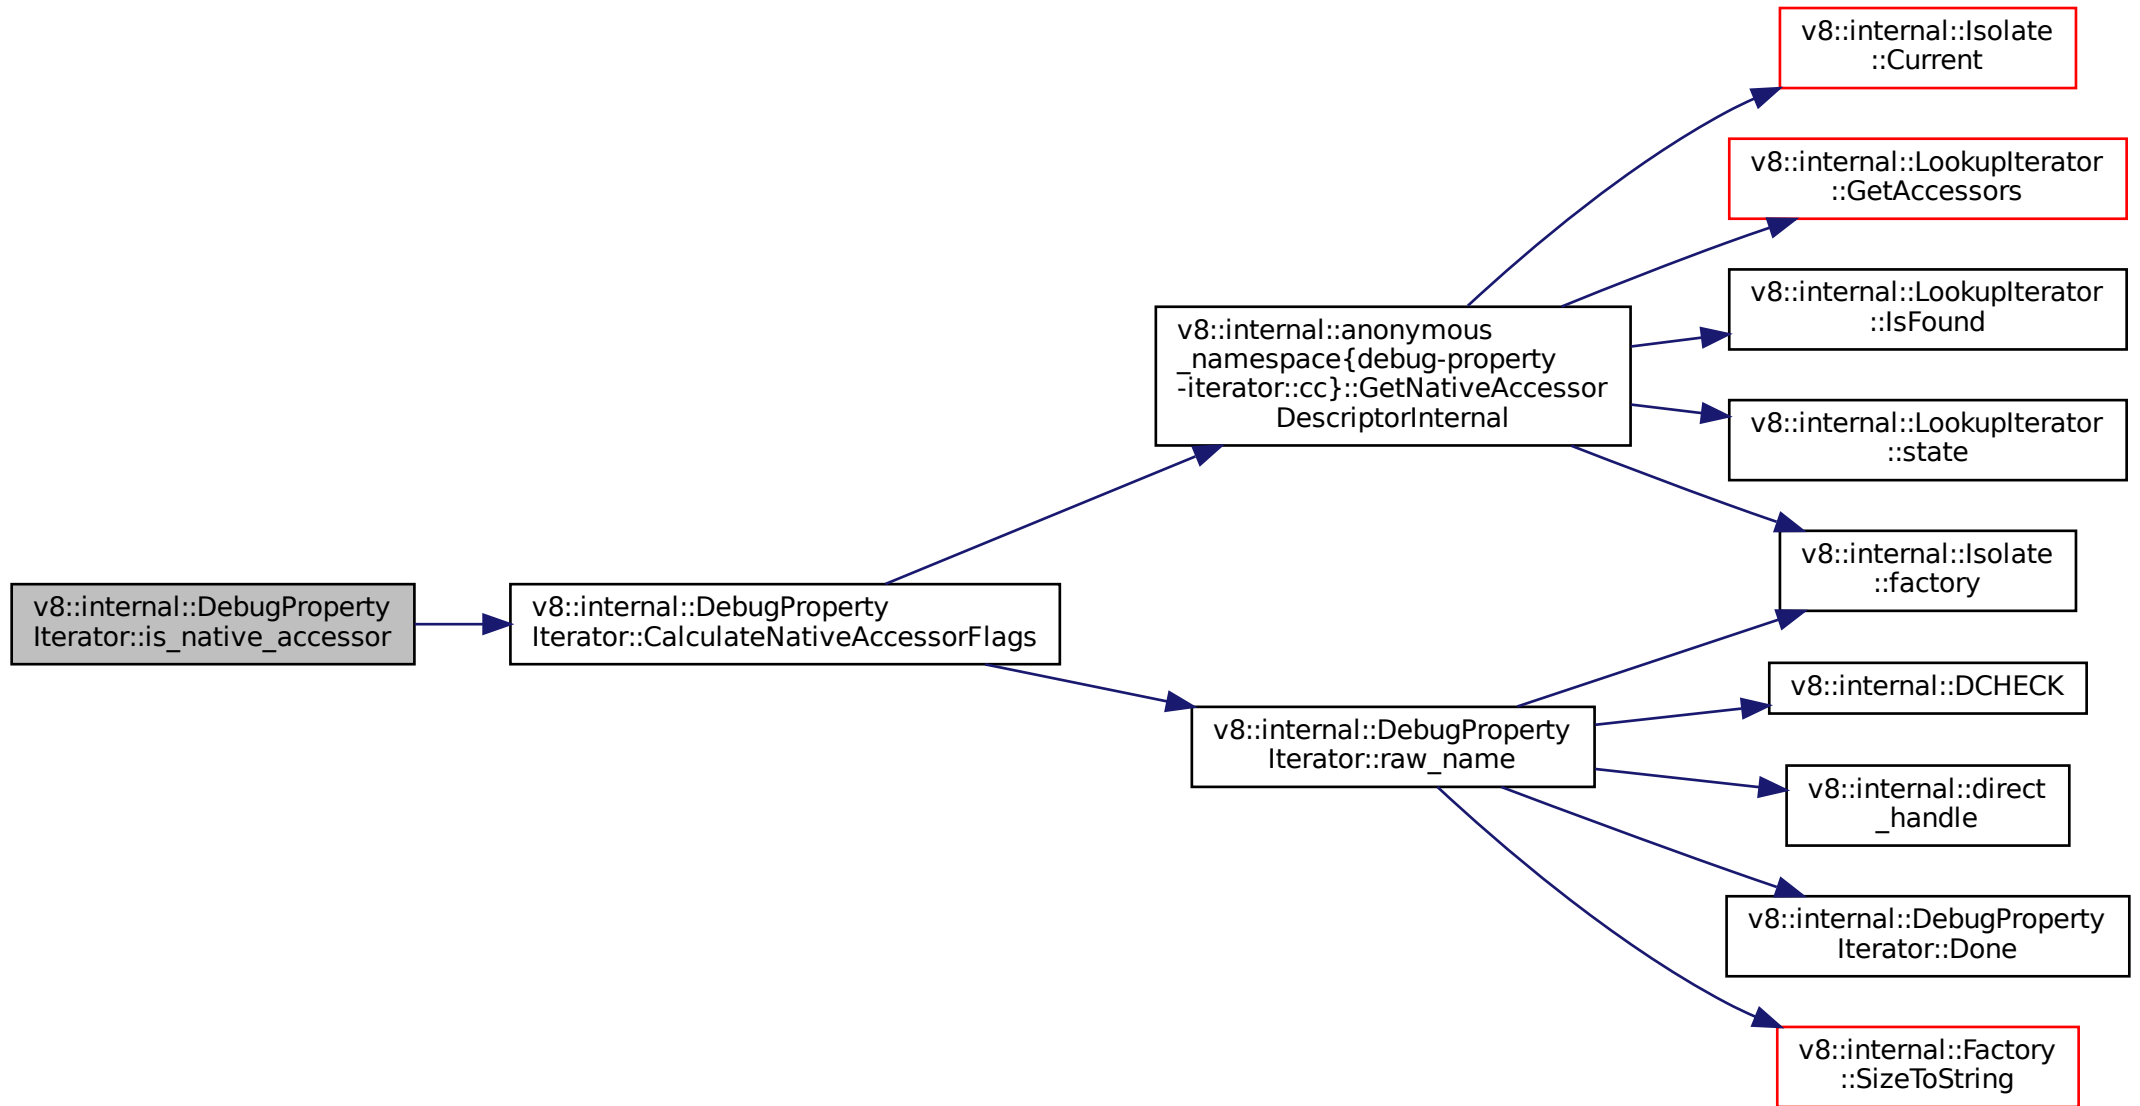 v8::internal::DebugProperty
Iterator::is_native_accessor
v8::internal::DebugProperty
Iterator::CalculateNativeAccessorFlags
v8::internal::anonymous
_namespace{debug-property
-iterator::cc}::GetNativeAccessor
DescriptorInternal
v8::internal::DebugProperty
Iterator::raw_name
v8::internal::Isolate
::Current
v8::internal::LookupIterator
::GetAccessors
v8::internal::LookupIterator
::IsFound
v8::internal::LookupIterator
::state
v8::internal::Isolate
::factory
v8::internal::DCHECK
v8::internal::direct
_handle
v8::internal::DebugProperty
Iterator::Done
v8::internal::Factory
::SizeToString